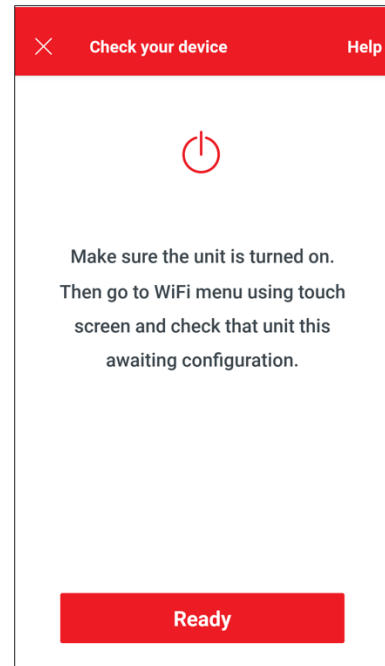 Check your device
Help
Make sure the unit is turned on.
Then go to WiFi menu using touch
screen and check that unit this
awaiting configuration.
Ready